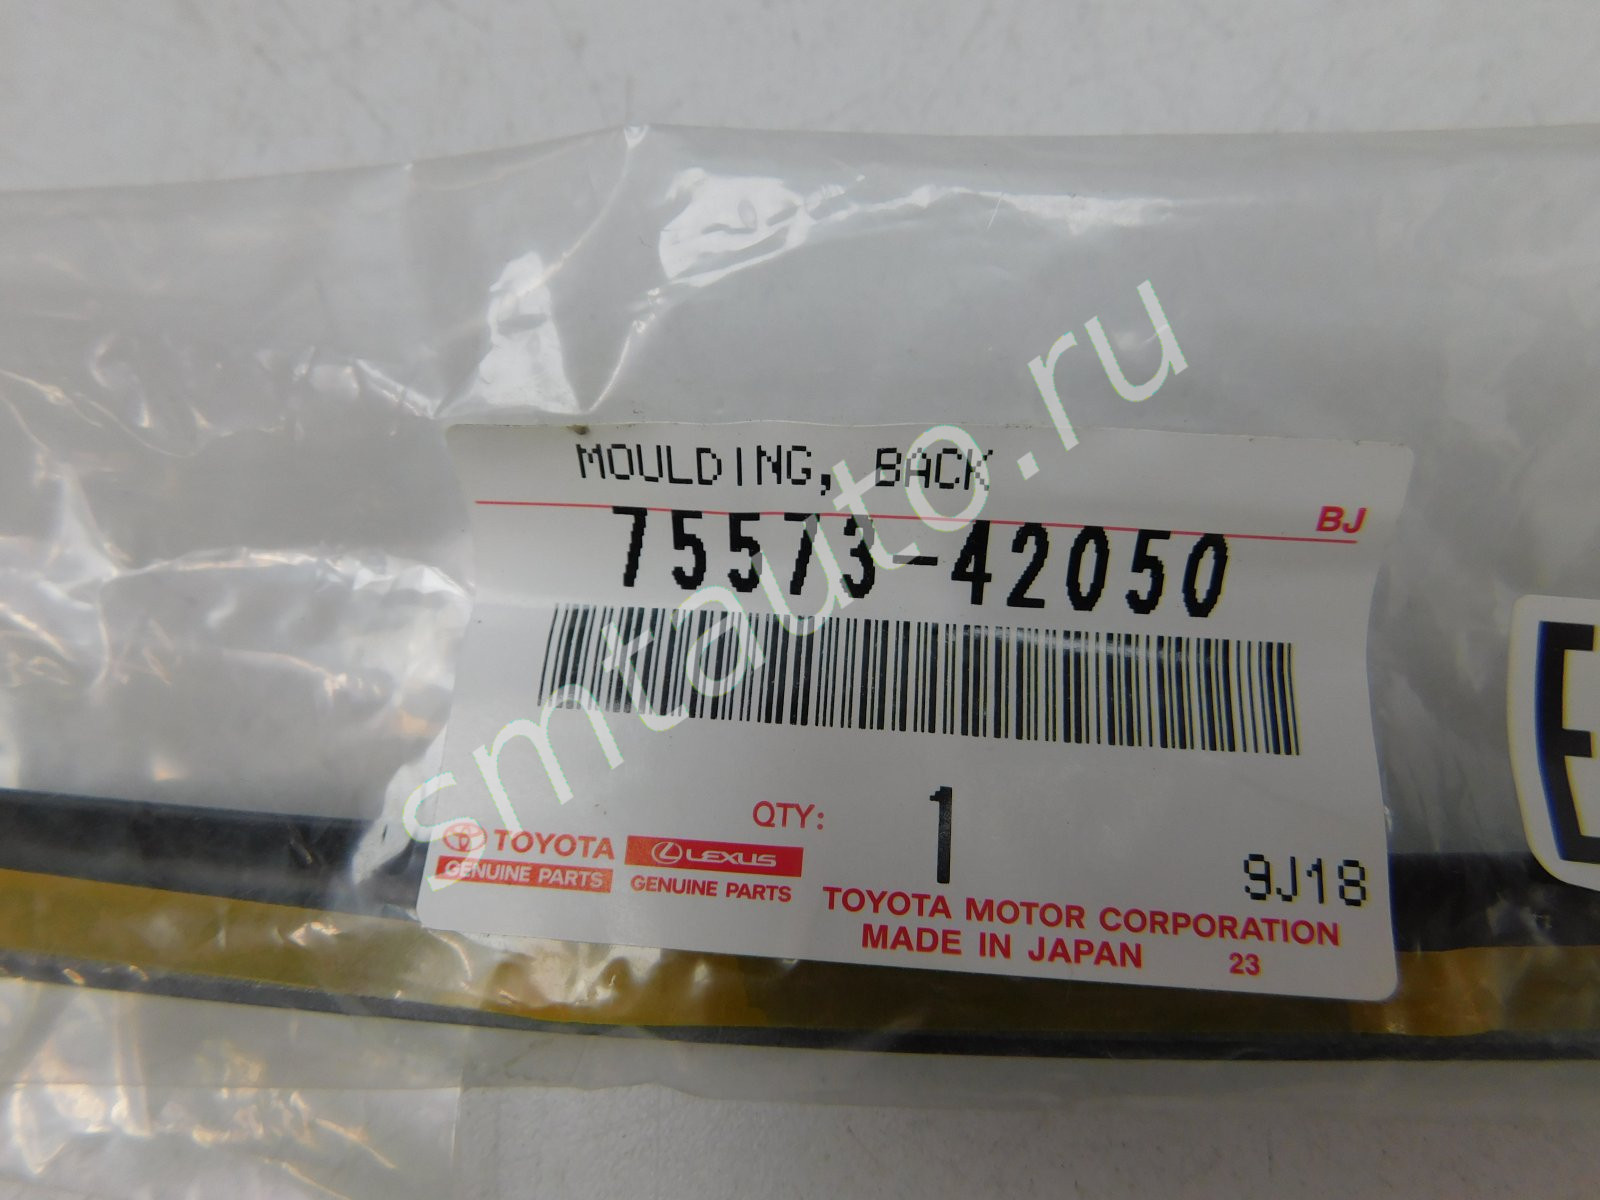 MOULDING, BACK
BJ
75573-42050
QTY: 1
TOYOTA
GENUINE PARTS
LEXUS
GENUINE PARTS
9J18
TOYOTA MOTOR CORPORATION
MADE IN JAPAN 23
smtauto.ru
E